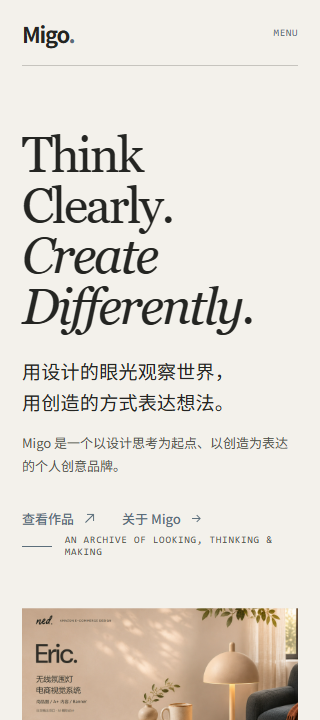 Migo.
MENU
Think
Clearly.
Create
Differently.
用设计的眼光观察世界，
用创造的方式表达想法。
Migo 是一个以设计思考为起点、以创造为表达
的个人创意品牌。
查看作品 ↗ 关于 Migo →
AN ARCHIVE OF LOOKING, THINKING &
MAKING
ned.
Eric.
无线氛围灯
电商视觉系统